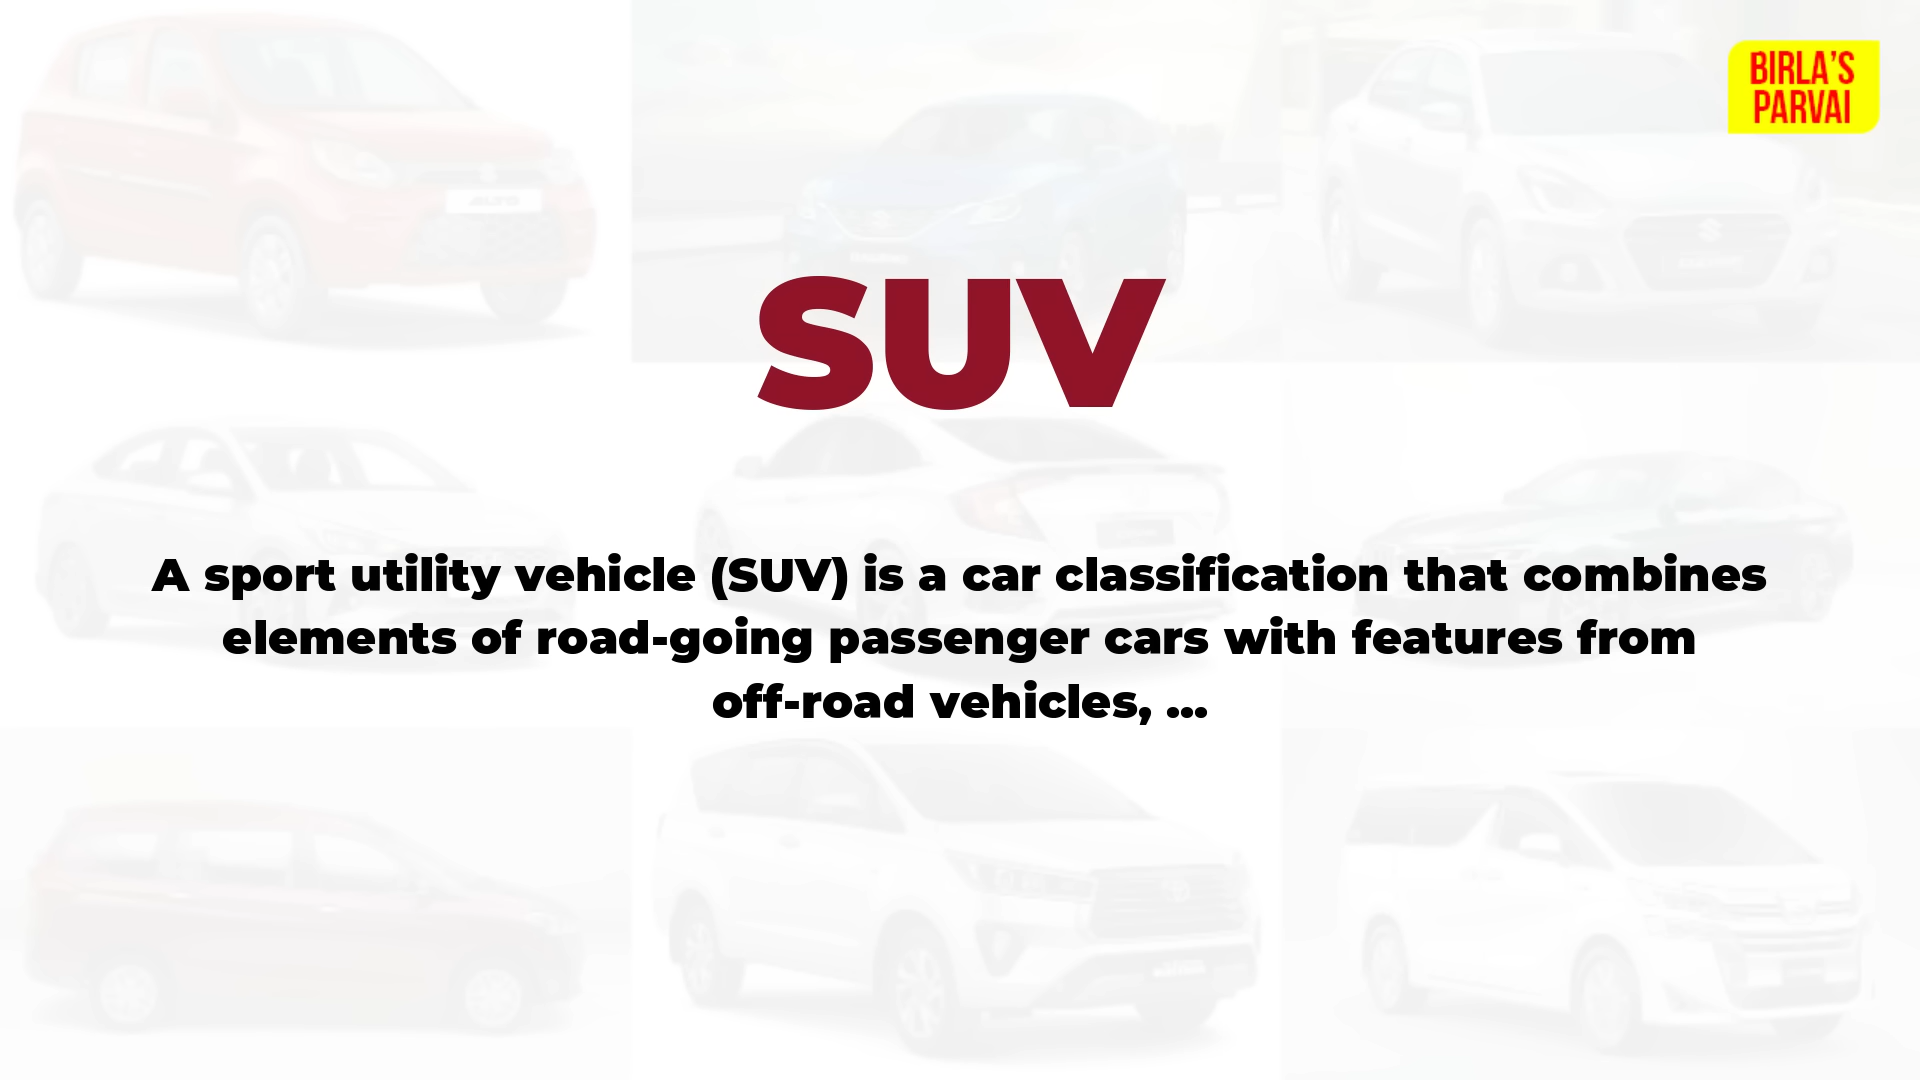 BIRLA'S
PARVAI
SUV
A sport utility vehicle (SUV) is a car classification that combines
elements of road-going passenger cars with features from
off-road vehicles, ...
ALTO